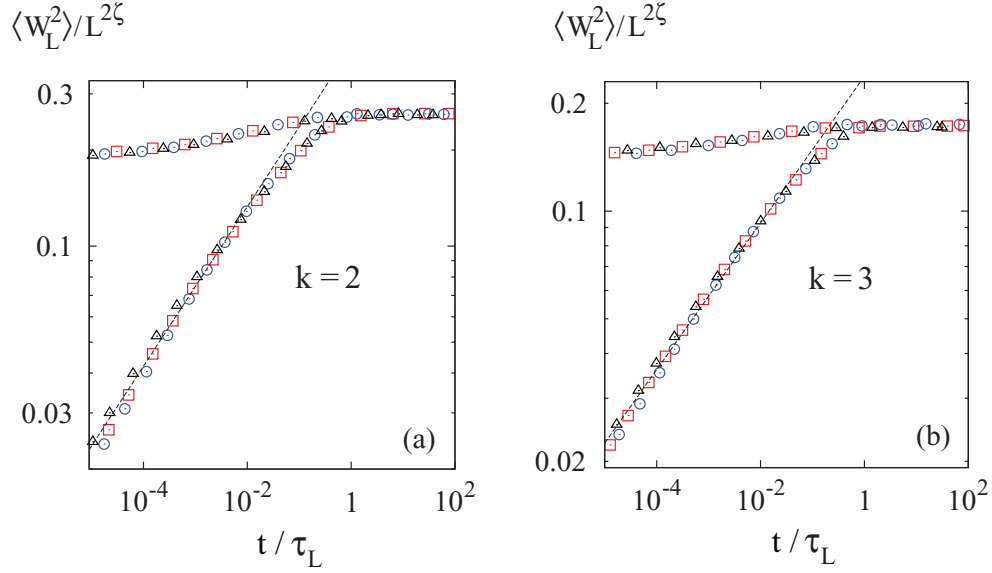 ⟨W_L^2⟩/L^{2ζ}
0.3
0.1
0.03
k = 2
(a)
10^{-4} 10^{-2} 1 10^2
t / τ_L
⟨W_L^2⟩/L^{2ζ}
0.2
0.1
0.02
k = 3
(b)
10^{-4} 10^{-2} 1 10^2
t / τ_L